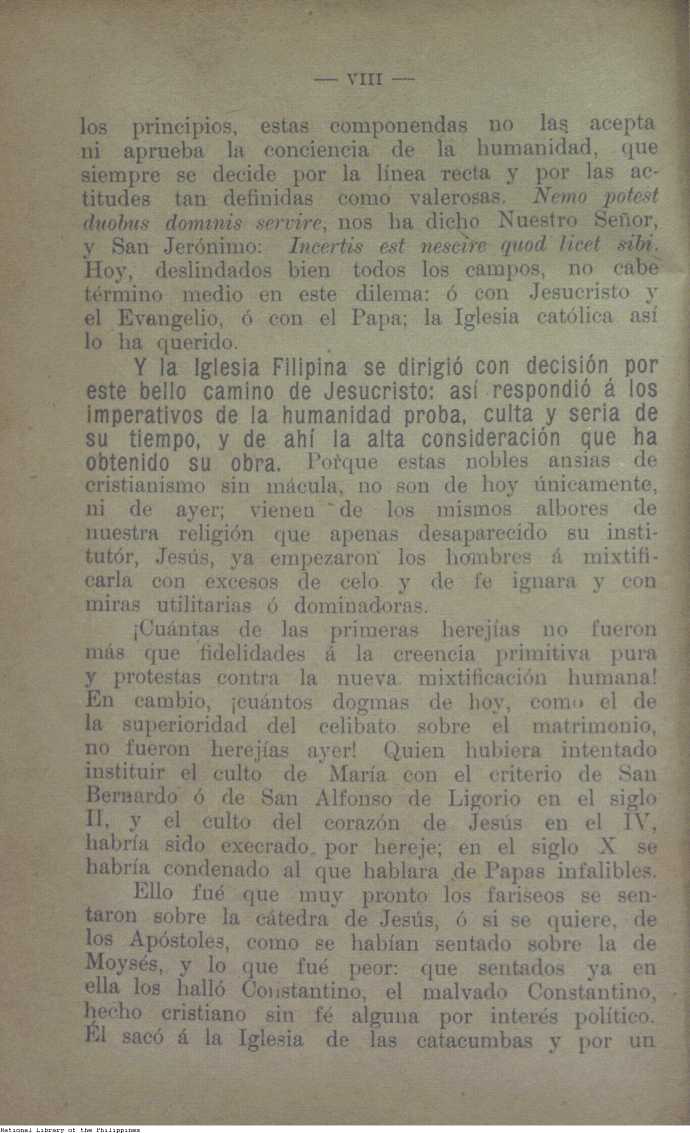 — VIII —
los principios, estas componendas no las acepta
ni aprueba la conciencia de la humanidad, que
siempre se decide por la línea recta y por las ac-
titudes tan definidas como valerosas. Nemo potest
duobus dominis servire, nos ha dicho Nuestro Señor,
y San Jerónimo: Incertis est nescire quod licet sibi.
Hoy, deslindados bien todos los campos, no cabe
término medio en este dilema: ó con Jesucristo y
el Evangelio, ó con el Papa; la Iglesia católica así
lo ha querido.
Y la Iglesia Filipina se dirigió con decisión por
este bello camino de Jesucristo: así respondió á los
imperativos de la humanidad proba, culta y seria de
su tiempo, y de ahí la alta consideración que ha
obtenido su obra. Porque estas nobles ansias de
cristianismo sin mácula, no son de hoy únicamente,
ni de ayer; vienen de los mismos albores de
nuestra religión que apenas desaparecido su insti-
tutór, Jesús, ya empezaron los hombres á mixtifi-
carla con excesos de celo y de fe ignara y con
miras utilitarias ó dominadoras.
¡Cuántas de las primeras herejías no fueron
más que fidelidades á la creencia primitiva pura
y protestas contra la nueva mixtificación humana!
En cambio, ¡cuántos dogmas de hoy, como el de
la superioridad del celibato sobre el matrimonio,
no fueron herejías ayer! Quien hubiera intentado
instituir el culto de María con el criterio de San
Bernardo ó de San Alfonso de Ligorio en el siglo
II, y el culto del corazón de Jesús en el IV,
habría sido execrado por hereje; en el siglo X se
habría condenado al que hablara de Papas infalibles.
Ello fué que muy pronto los fariseos se sen-
taron sobre la cátedra de Jesús, ó si se quiere, de
los Apóstoles, como se habían sentado sobre la de
Moysés, y lo que fué peor: que sentados ya en
ella los halló Constantino, el malvado Constantino,
hecho cristiano sin fé alguna por interés político.
Él sacó á la Iglesia de las catacumbas y por un
National Library of the Philippines